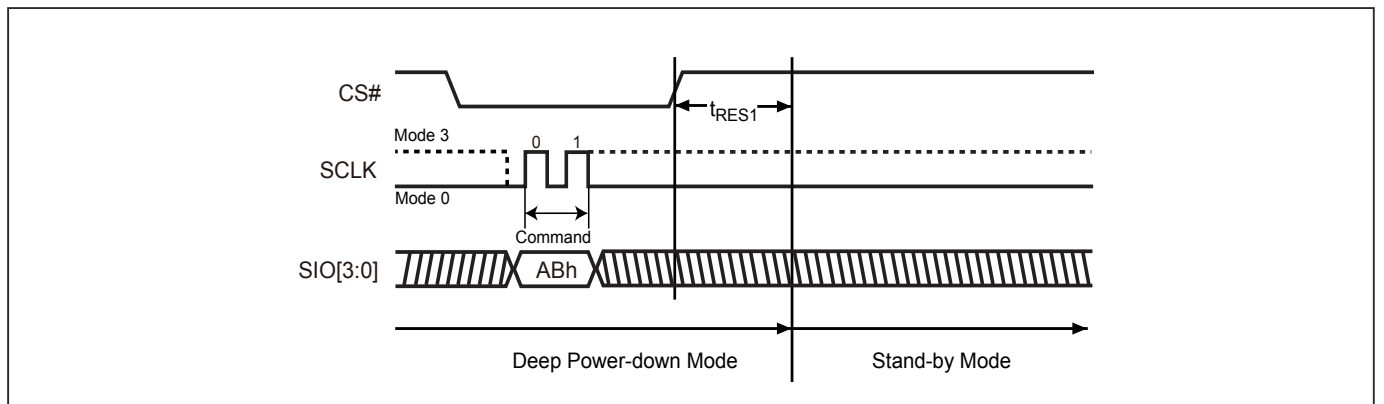 CS#
tRES1
Mode 3
0 1
SCLK
Mode 0
Command
SIO[3:0]
ABh
Deep Power-down Mode
Stand-by Mode